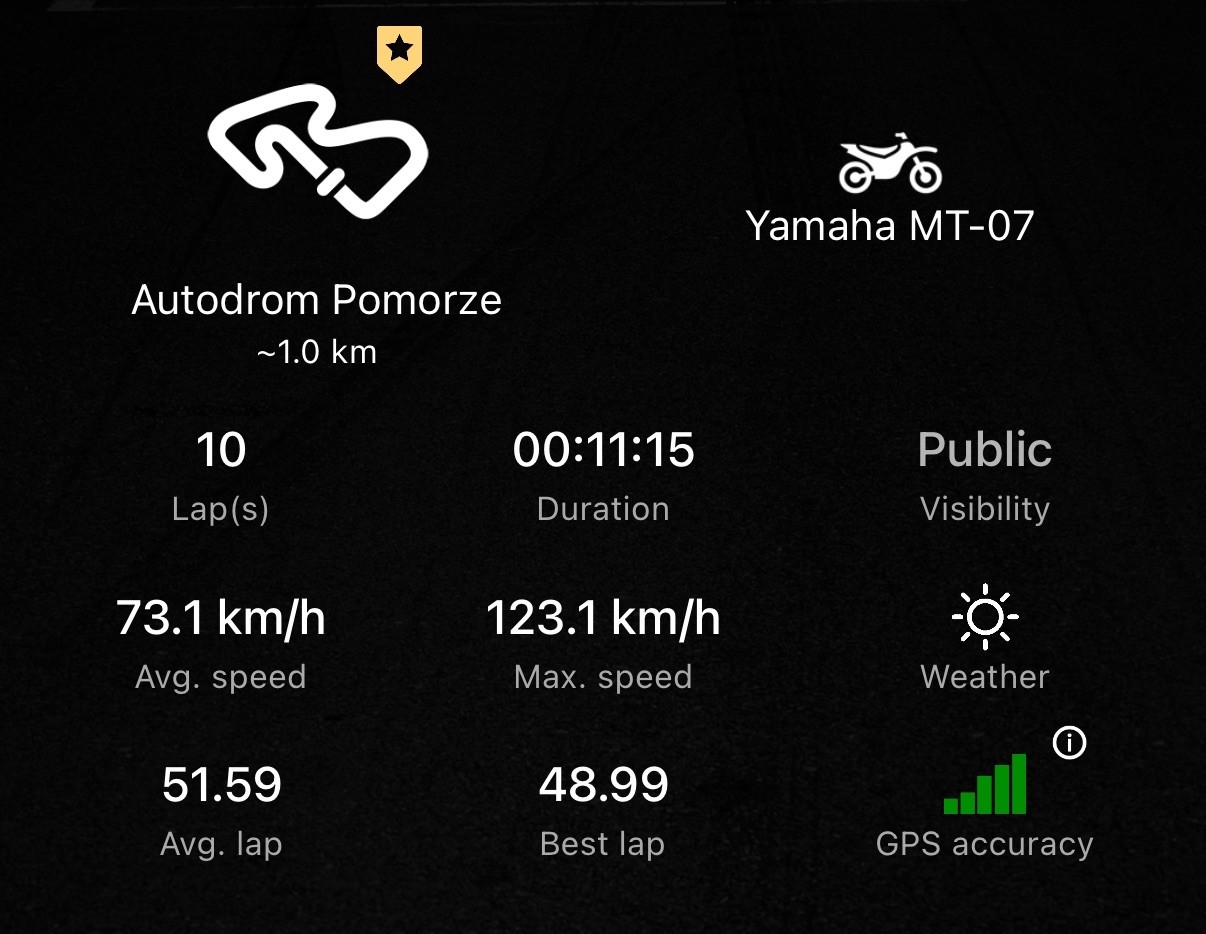 Yamaha MT-07
Autodrom Pomorze
~1.0 km
10
Lap(s)
00:11:15
Duration
Public
Visibility
73.1 km/h
Avg. speed
123.1 km/h
Max. speed
Weather
51.59
Avg. lap
48.99
Best lap
GPS accuracy